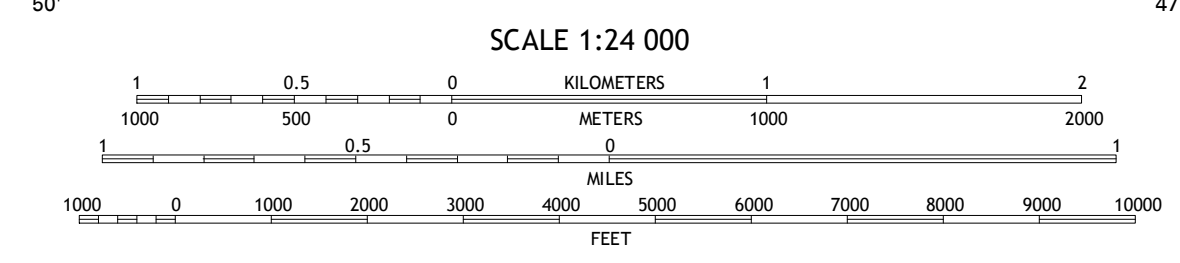 50' 47
SCALE 1:24 000
1 0.5 0 KILOMETERS 1 2
1000 500 0 METERS 1000 2000
1 0.5 0 1
MILES
1000 0 1000 2000 3000 4000 5000 6000 7000 8000 9000 10000
FEET